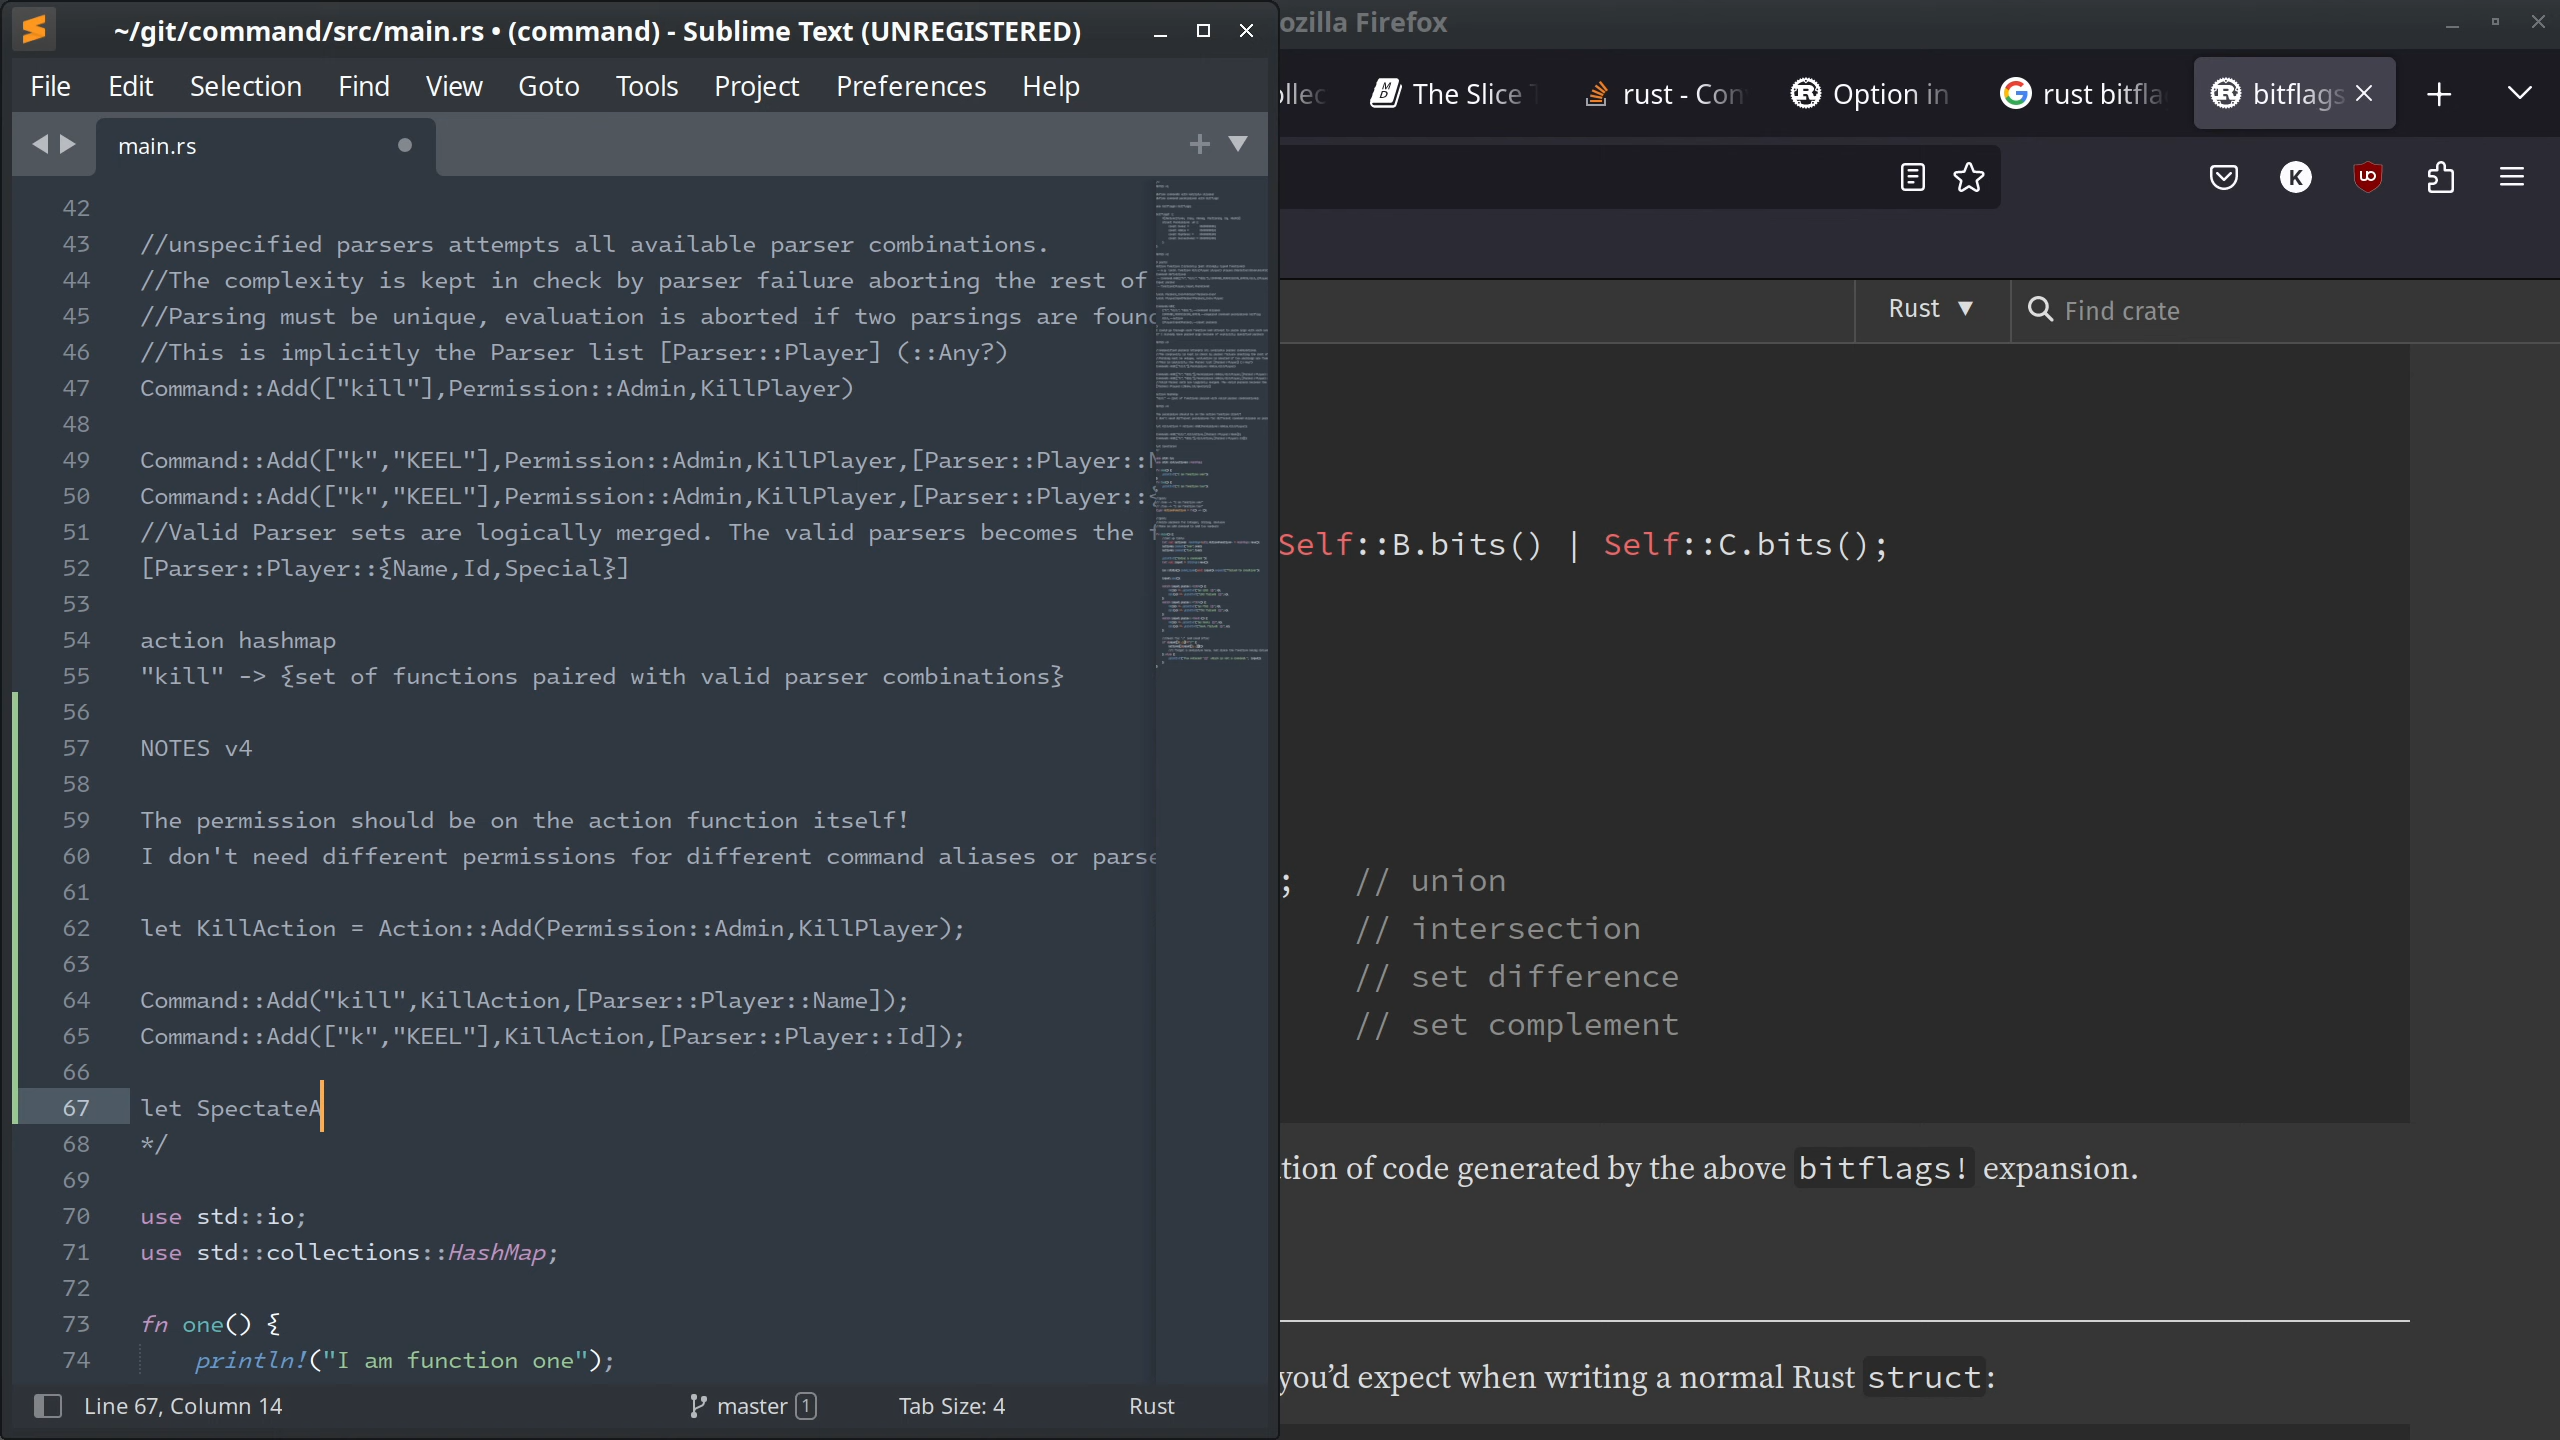 ~/git/command/src/main.rs • (command) - Sublime Text (UNREGISTERED)
File Edit Selection Find View Goto Tools Project Preferences Help
main.rs
42
43 //unspecified parsers attempts all available parser combinations.
44 //The complexity is kept in check by parser failure aborting the rest of
45 //Parsing must be unique, evaluation is aborted if two parsings are found
46 //This is implicitly the Parser list [Parser::Player] (::Any?)
47 Command::Add(["kill"],Permission::Admin,KillPlayer)
48
49 Command::Add(["k","KEEL"],Permission::Admin,KillPlayer,[Parser::Player::N
50 Command::Add(["k","KEEL"],Permission::Admin,KillPlayer,[Parser::Player::{
51 //Valid Parser sets are logically merged. The valid parsers becomes the
52 [Parser::Player::{Name,Id,Special}]
53
54 action hashmap
55 "kill" -> {set of functions paired with valid parser combinations}
56
57 NOTES v4
58
59 The permission should be on the action function itself!
60 I don't need different permissions for different command aliases or parse
61
62 let KillAction = Action::Add(Permission::Admin,KillPlayer);
63
64 Command::Add("kill",KillAction,[Parser::Player::Name]);
65 Command::Add(["k","KEEL"],KillAction,[Parser::Player::Id]);
66
67 let SpectateA
68 */
69
70 use std::io;
71 use std::collections::HashMap;
72
73 fn one() {
74 println!("I am function one");
Line 67, Column 14 master 1 Tab Size: 4 Rust
ozilla Firefox
ollec The Slice T rust - Con Option in rust bitfla bitflags
Rust ▼ Find crate
Self::B.bits() | Self::C.bits();
; // union
// intersection
// set difference
// set complement
tion of code generated by the above bitflags! expansion.
you’d expect when writing a normal Rust struct: